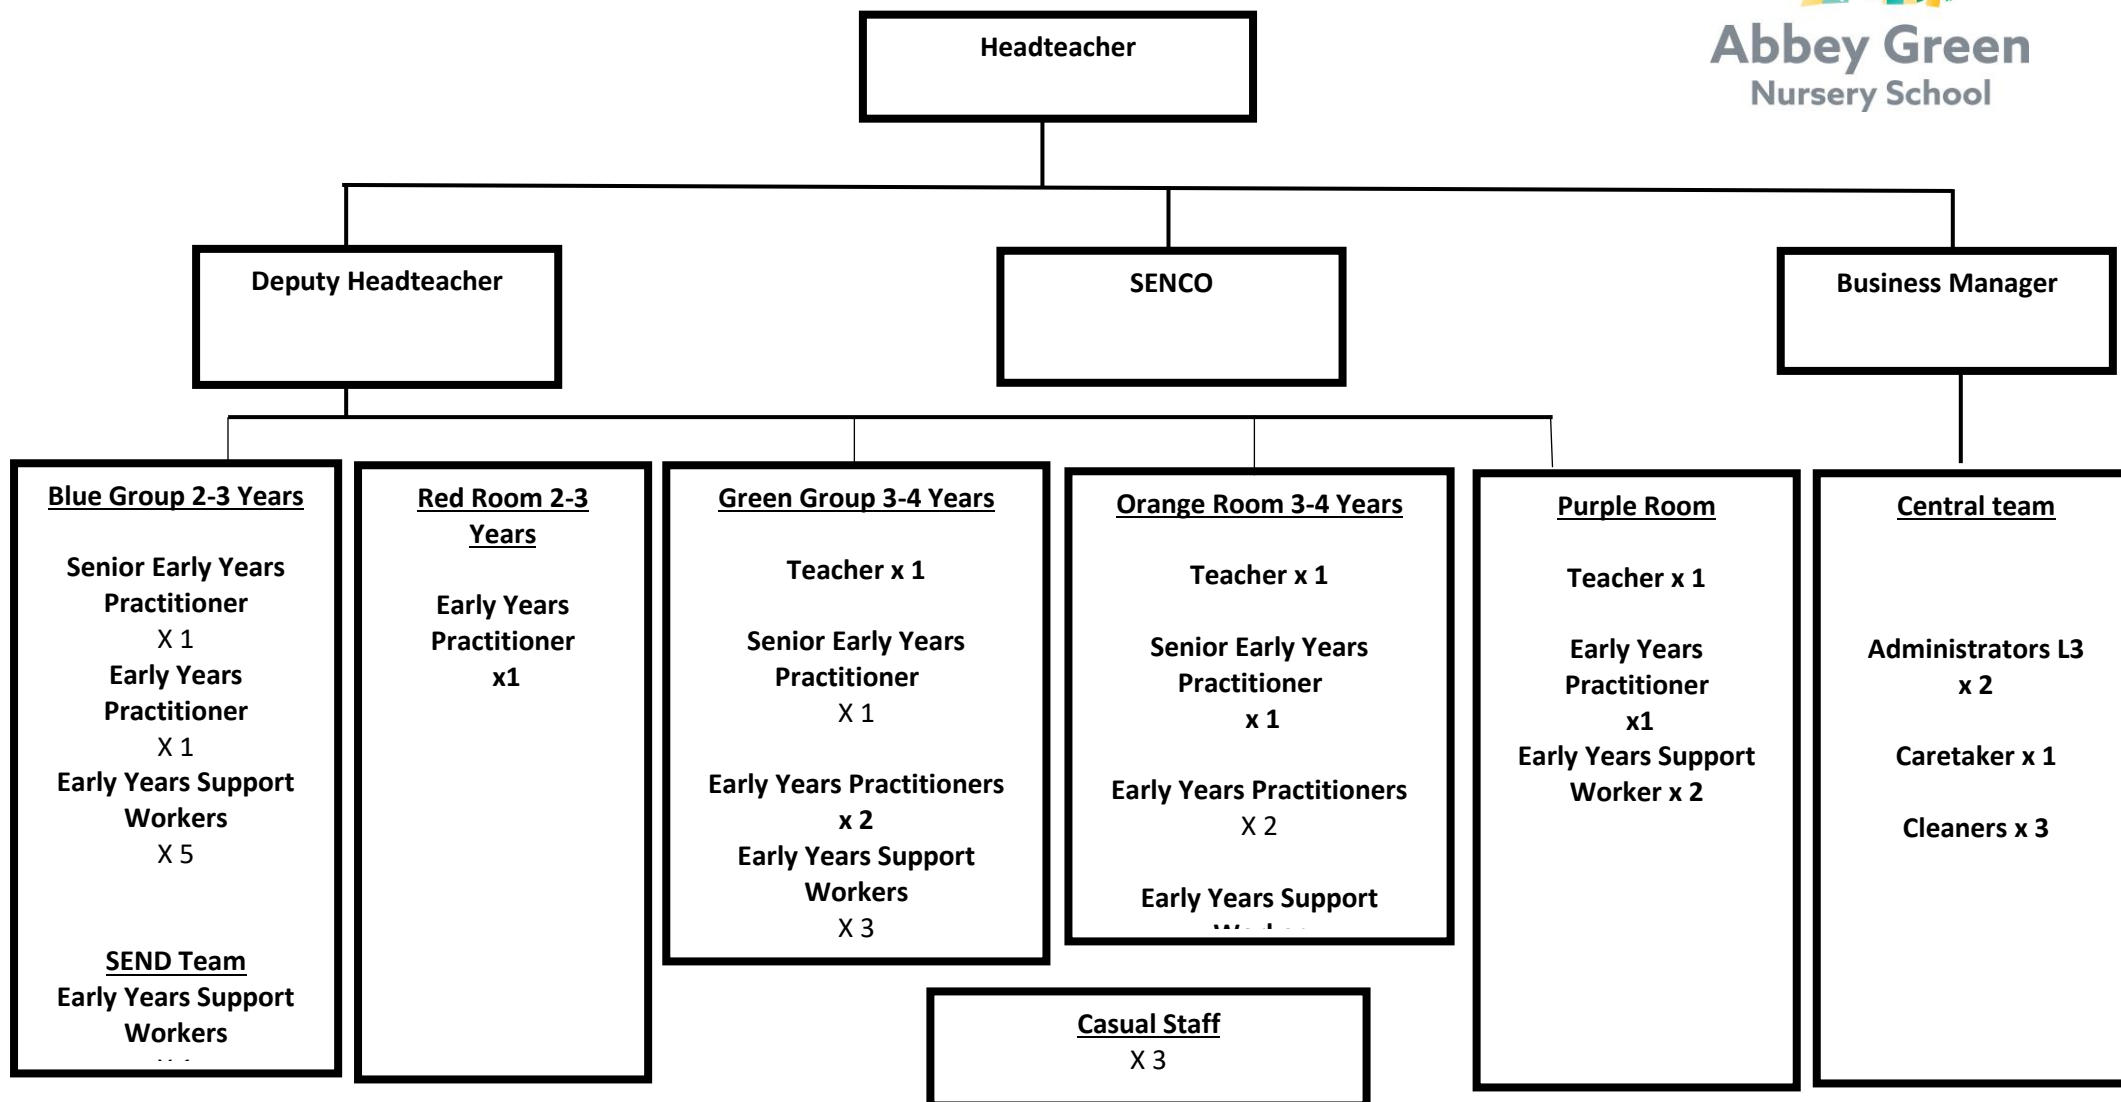 Abbey Green
Nursery School
Headteacher
Deputy Headteacher
SENCO
Business Manager
Blue Group 2-3 Years
Senior Early Years
Practitioner
X 1
Early Years
Practitioner
X 1
Early Years Support
Workers
X 5
SEND Team
Early Years Support
Workers
Red Room 2-3
Years
Early Years
Practitioner
x1
Green Group 3-4 Years
Teacher x 1
Senior Early Years
Practitioner
X 1
Early Years Practitioners
x 2
Early Years Support
Workers
X 3
Orange Room 3-4 Years
Teacher x 1
Senior Early Years
Practitioner
x 1
Early Years Practitioners
X 2
Early Years Support
Purple Room
Teacher x 1
Early Years
Practitioner
x1
Early Years Support
Worker x 2
Central team
Administrators L3
x 2
Caretaker x 1
Cleaners x 3
Casual Staff
X 3